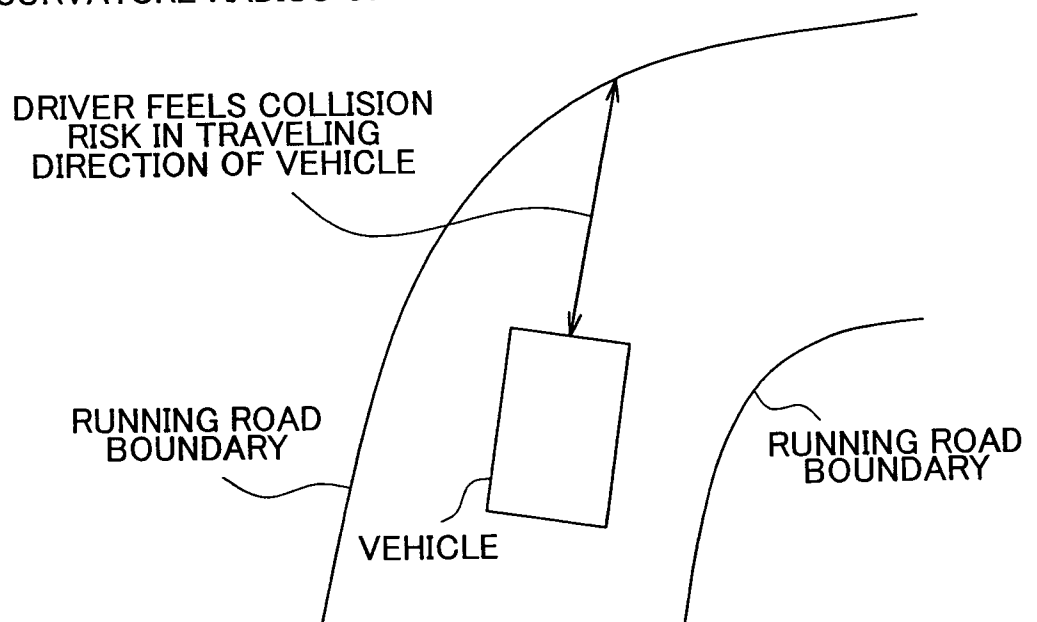 DRIVER FEELS COLLISION
RISK IN TRAVELING
DIRECTION OF VEHICLE
RUNNING ROAD
BOUNDARY
RUNNING ROAD
BOUNDARY
VEHICLE